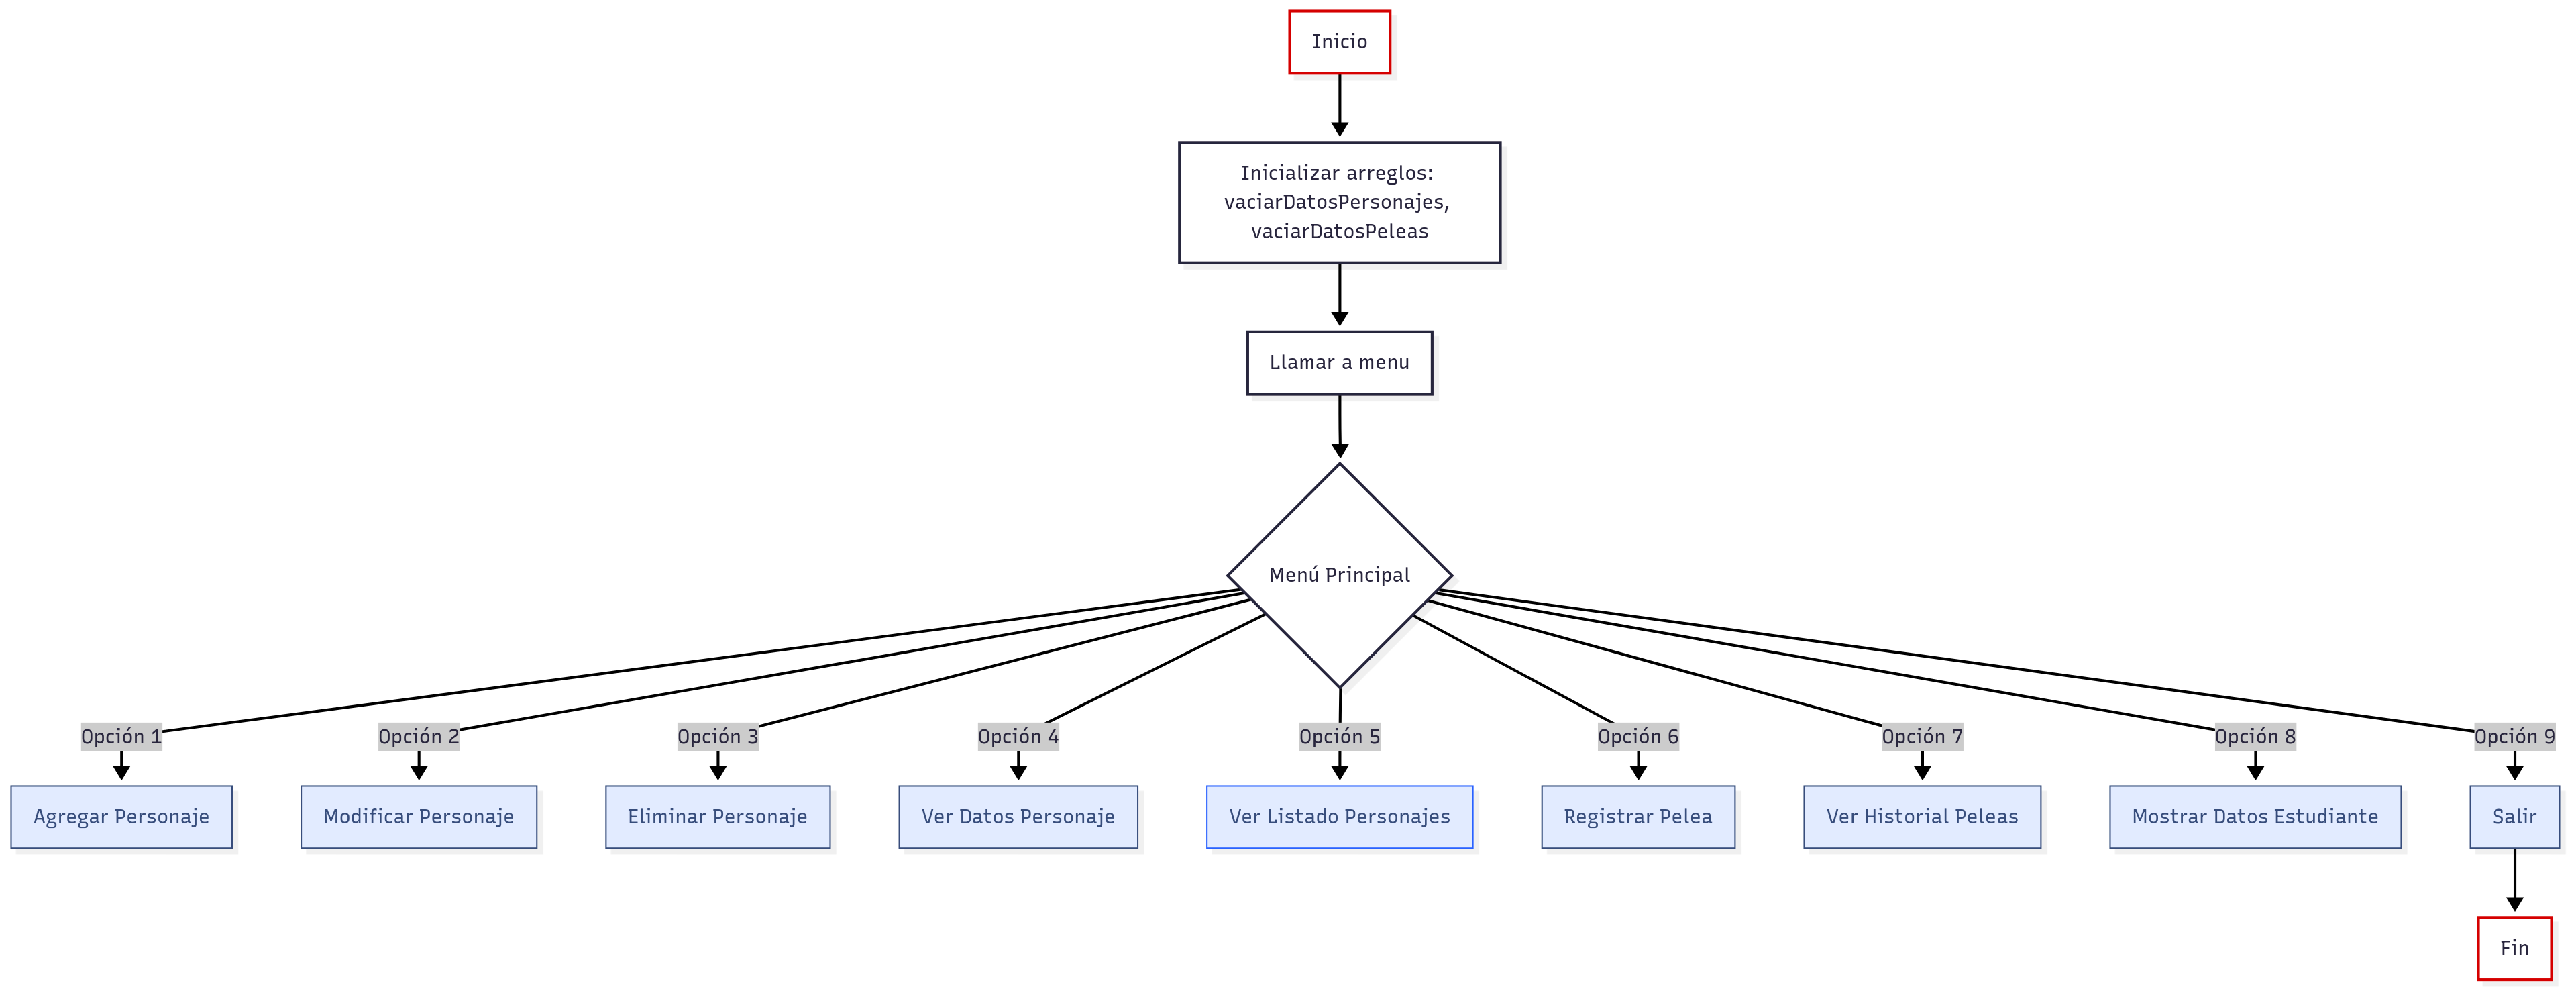 Inicio
Inicializar arreglos:
vaciarDatosPersonajes,
vaciarDatosPeleas
Llamar a menu
Menú Principal
Opción 1
Opción 2
Opción 3
Opción 4
Opción 5
Opción 6
Opción 7
Opción 8
Opción 9
Agregar Personaje
Modificar Personaje
Eliminar Personaje
Ver Datos Personaje
Ver Listado Personajes
Registrar Pelea
Ver Historial Peleas
Mostrar Datos Estudiante
Salir
Fin